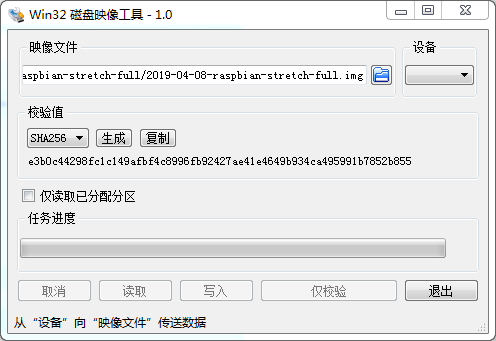 Win32 磁盘映像工具 - 1.0
映像文件
设备
aspbian-stretch-full/2019-04-08-raspbian-stretch-full.img
校验值
SHA256
生成
复制
e3b0c44298fc1c149afbf4c8996fb92427ae41e4649b934ca495991b7852b855
仅读取已分配分区
任务进度
取消
读取
写入
仅校验
退出
从“设备”向“映像文件”传送数据